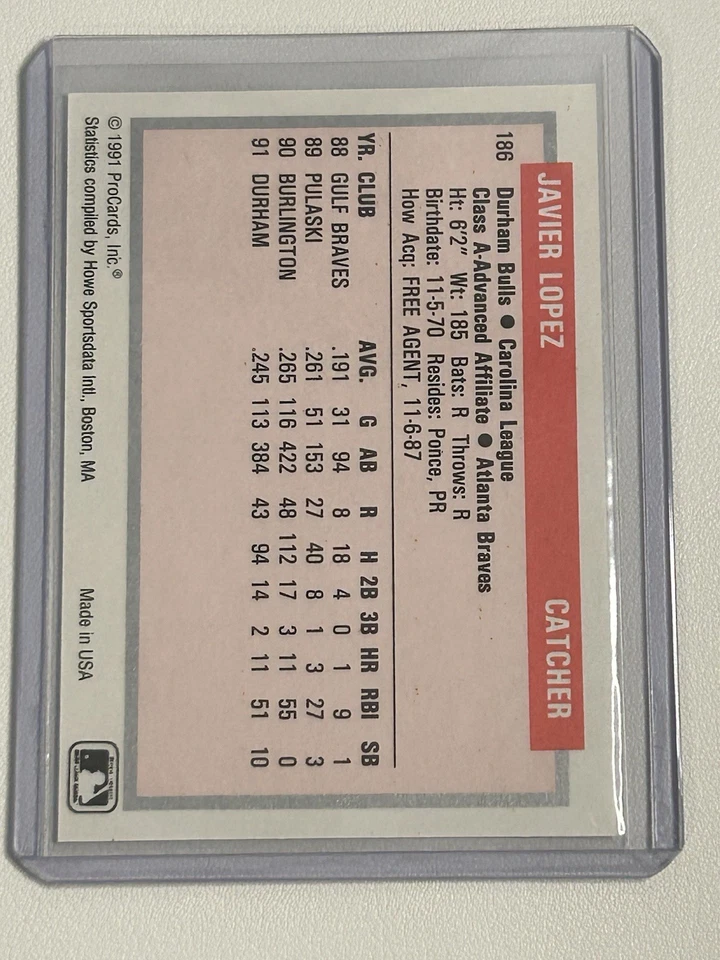 JAVIER LOPEZ CATCHER
186 Durham Bulls ● Carolina League
Class A-Advanced Affiliate ● Atlanta Braves
Ht: 6'2" Wt: 185 Bats: R Throws: R
Birthdate: 11-5-70 Resides: Ponce, PR
How Acq: FREE AGENT, 11-6-87
YR. CLUB AVG. G AB R H 2B 3B HR RBI SB
88 GULF BRAVES .191 31 94 8 18 4 0 1 9 1
89 PULASKI .261 51 153 27 40 8 1 3 27 3
90 BURLINGTON .265 116 422 48 112 17 3 11 55 0
91 DURHAM .245 113 384 43 94 14 2 11 51 10
© 1991 ProCards, Inc.® Made in USA
Statistics compiled by Howe Sportsdata Intl., Boston, MA